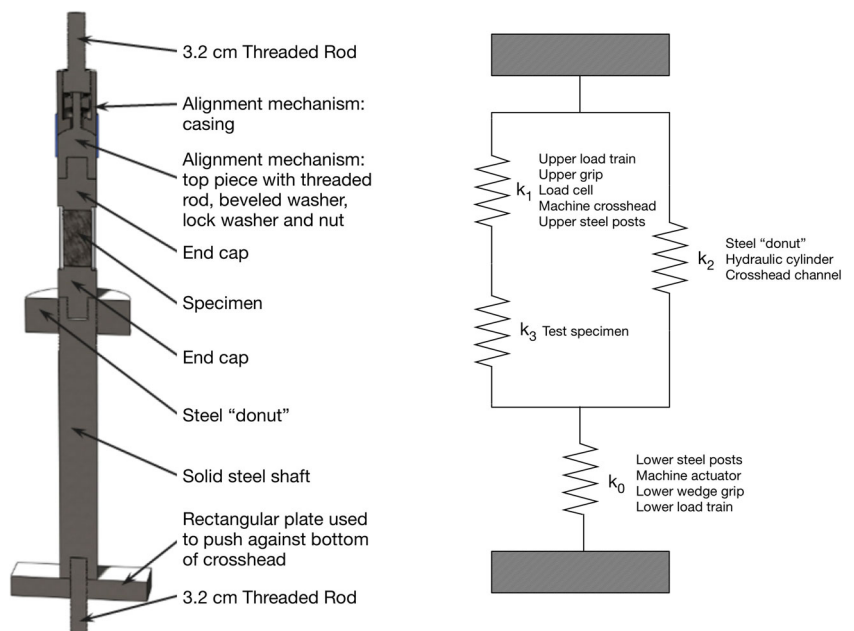 3.2 cm Threaded Rod
Alignment mechanism:
casing
Alignment mechanism:
top piece with threaded
rod, beveled washer,
lock washer and nut
End cap
Specimen
End cap
Steel “donut”
Solid steel shaft
Rectangular plate used
to push against bottom
of crosshead
3.2 cm Threaded Rod
k1
Upper load train
Upper grip
Load cell
Machine crosshead
Upper steel posts
k2
Steel “donut”
Hydraulic cylinder
Crosshead channel
k3 Test specimen
k0
Lower steel posts
Machine actuator
Lower wedge grip
Lower load train